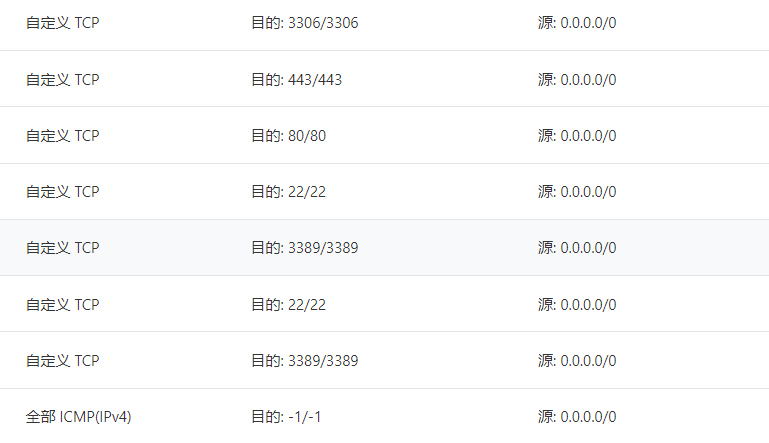 自定义 TCP 目的: 3306/3306 源: 0.0.0.0/0
自定义 TCP 目的: 443/443 源: 0.0.0.0/0
自定义 TCP 目的: 80/80 源: 0.0.0.0/0
自定义 TCP 目的: 22/22 源: 0.0.0.0/0
自定义 TCP 目的: 3389/3389 源: 0.0.0.0/0
自定义 TCP 目的: 22/22 源: 0.0.0.0/0
自定义 TCP 目的: 3389/3389 源: 0.0.0.0/0
全部 ICMP(IPv4) 目的: -1/-1 源: 0.0.0.0/0